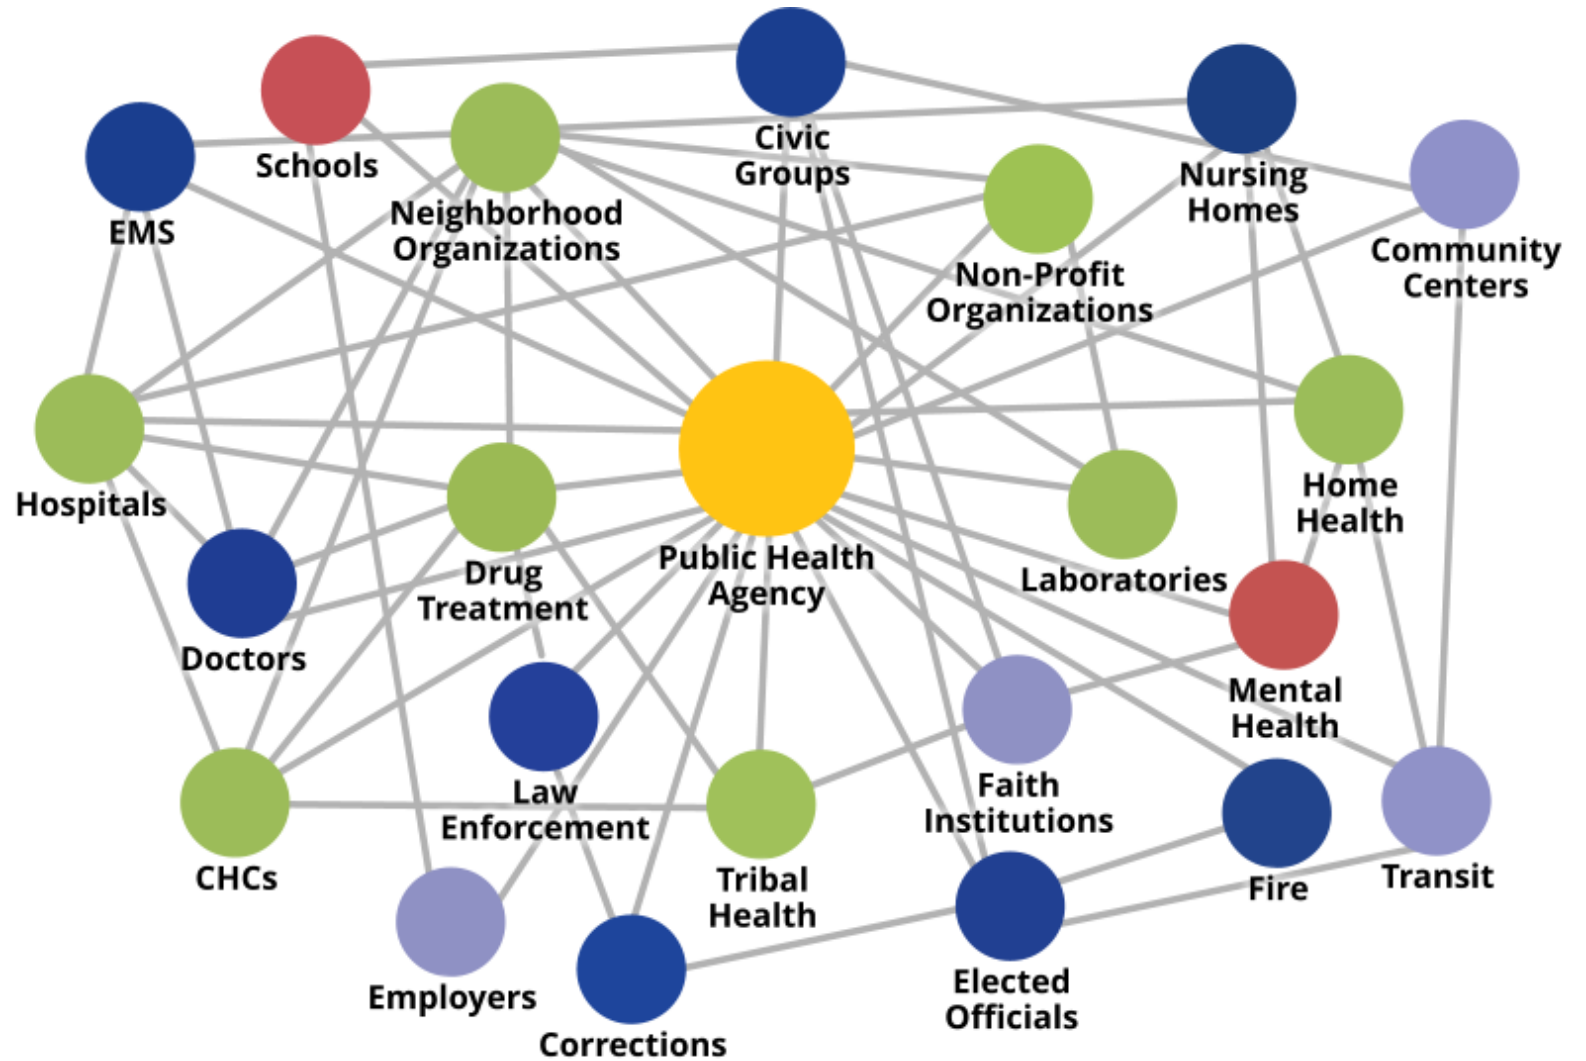 Schools
Civic
Groups
EMS
Neighborhood
Organizations
Nursing
Homes
Non-Profit
Organizations
Community
Centers
Hospitals
Home
Health
Drug
Treatment
Public Health
Agency
Laboratories
Doctors
Mental
Health
Law
Enforcement
Faith
Institutions
CHCs
Tribal
Health
Fire
Transit
Employers
Elected
Officials
Corrections